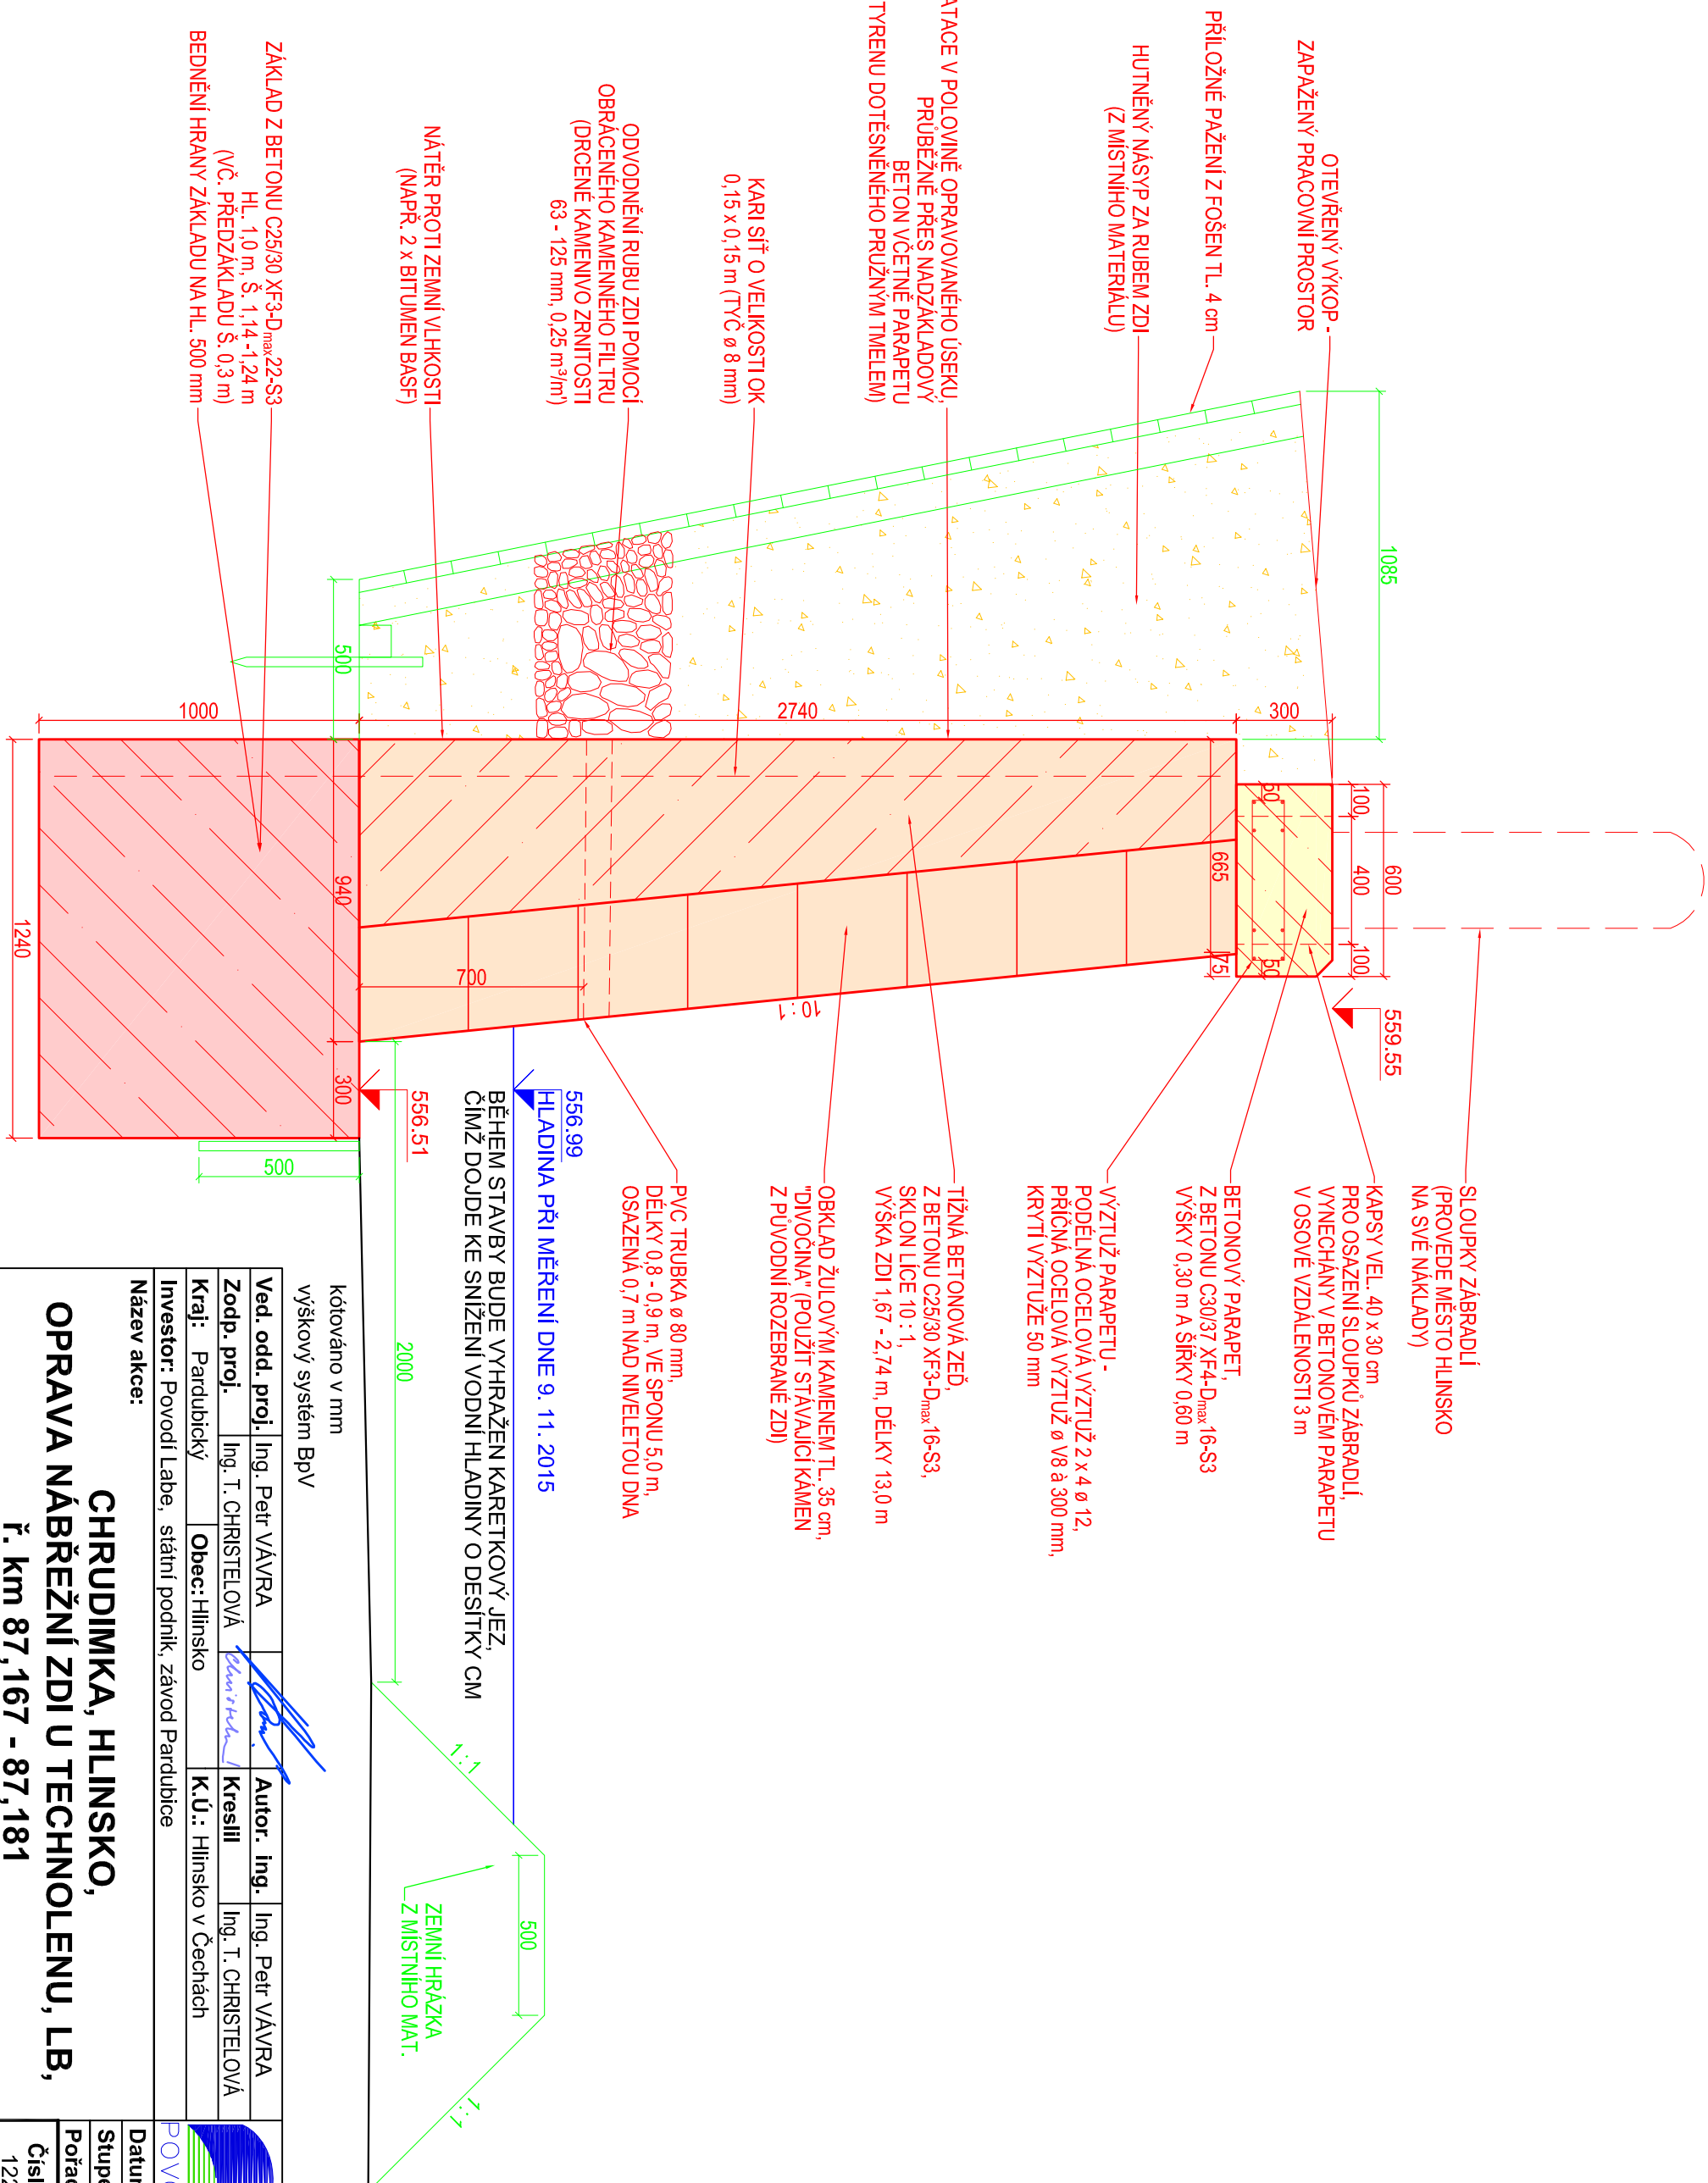 SLOUPKY ZÁBRADLÍ
(PROVEDE MĚSTO HLINSKO
NA SVÉ NÁKLADY)
KAPSY VEL. 40 x 30 cm
PRO OSAZENÍ SLOUPKŮ ZÁBRADLÍ,
VYNECHÁNY V BETONOVÉM PARAPETU
V OSOVÉ VZDÁLENOSTI 3 m
BETONOVÝ PARAPET,
Z BETONU C30/37 XF4-Dmax 16-S3
VÝŠKY 0,30 m A ŠÍŘKY 0,60 m
VÝZTUŽ PARAPETU -
PODÉLNÁ OCELOVÁ VÝZTUŽ 2 x 4 ø 12,
PŘÍČNÁ OCELOVÁ VÝZTUŽ ø V8 à 300 mm,
KRYTÍ VÝZTUŽE 50 mm
TÍŽNÁ BETONOVÁ ZEĎ,
Z BETONU C25/30 XF3-Dmax 16-S3,
SKLON LÍCE 10 : 1,
VÝŠKA ZDI 1,67 - 2,74 m, DÉLKY 13,0 m
OBKLAD ŽULOVÝM KAMENEM TL. 35 cm,
"DIVOČINA" (POUŽÍT STÁVAJÍCÍ KÁMEN
Z PŮVODNÍ ROZEBRANÉ ZDI)
PVC TRUBKA ø 80 mm,
DÉLKY 0,8 - 0,9 m, VE SPONU 5,0 m,
OSAZENÁ 0,7 m NAD NIVELETOU DNA
OTEVŘENÝ VÝKOP -
ZAPAŽENÝ PRACOVNÍ PROSTOR
PŘÍLOŽNÉ PAŽENÍ Z FOŠEN TL. 4 cm
HUTNĚNÝ NÁSYP ZA RUBEM ZDI
(Z MÍSTNÍHO MATERIÁLU)
V POLOVINĚ OPRAVOVANÉHO ÚSEKU,
PRŮBĚŽNĚ PŘES NADZÁKLADOVÝ
BETON VČETNĚ PARAPETU
DOTĚSNĚNÉHO PRUŽNÝM TMELEM)
KARI SÍŤ O VELIKOSTI OK
0,15 x 0,15 m (TYČ ø 8 mm)
ODVODNĚNÍ RUBU ZDI POMOCÍ
OBRÁCENÉHO KAMENNÉHO FILTRU
(DRCENÉ KAMENIVO ZRNITOSTI
63 - 125 mm, 0,25 m³/m')
NÁTĚR PROTI ZEMNÍ VLHKOSTI
(NAPŘ. 2 x BITUMEN BASF)
ZÁKLAD Z BETONU C25/30 XF3-Dmax 22-S3
HL. 1,0 m, Š. 1,14 -1,24 m
(VČ. PŘEDZÁKLADU Š. 0,3 m)
BEDNĚNÍ HRANY ZÁKLADU NA HL. 500 mm
1085
600
100
400
100
50
50
300
559.55
665
75
2740
10 : 1
700
500
1000
940
300
1240
500
556.51
556.99
HLADINA PŘI MĚŘENÍ DNE 9. 11. 2015
BĚHEM STAVBY BUDE VYHRAŽEN KARETKOVÝ JEZ,
ČÍMŽ DOJDE KE SNÍŽENÍ VODNÍ HLADINY O DESÍTKY CM
2000
1:1
500
1:1
ZEMNÍ HRÁZKA
Z MÍSTNÍHO MAT.
kótováno v mm
výškový systém BpV
Ved. odd. proj. Ing. Petr VÁVRA Autor. ing. Ing. Petr VÁVRA
Zodp. proj. Ing. T. CHRISTELOVÁ Kreslil Ing. T. CHRISTELOVÁ
Kraj: Pardubický Obec: Hlinsko K.Ú.: Hlinsko v Čechách
Investor: Povodí Labe, státní podnik, závod Pardubice
Název akce:
CHRUDIMKA, HLINSKO,
OPRAVA NÁBŘEŽNÍ ZDI U TECHNOLENU, LB,
ř. km 87,167 - 87,181